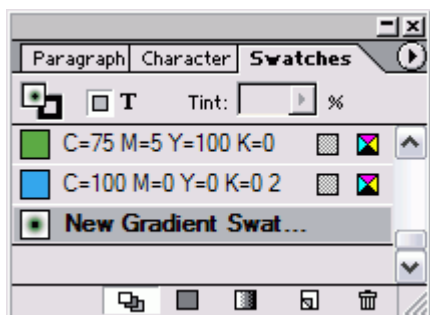 Paragraph Character Swatches
T Tint: %
C=75 M=5 Y=100 K=0
C=100 M=0 Y=0 K=0 2
New Gradient Swat...